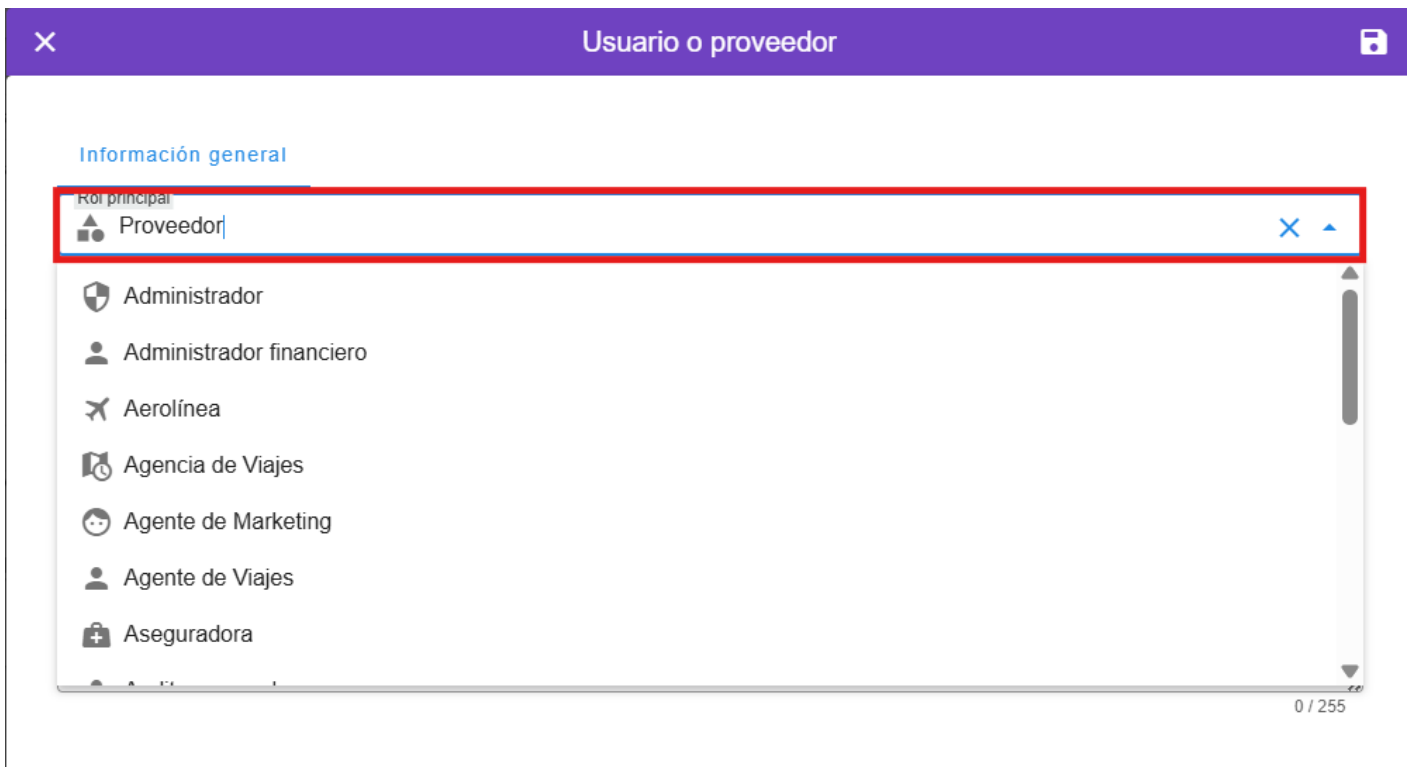 Usuario o proveedor
Información general
Rol principal
Proveedor
Administrador
Administrador financiero
Aerolínea
Agencia de Viajes
Agente de Marketing
Agente de Viajes
Aseguradora
0 / 255